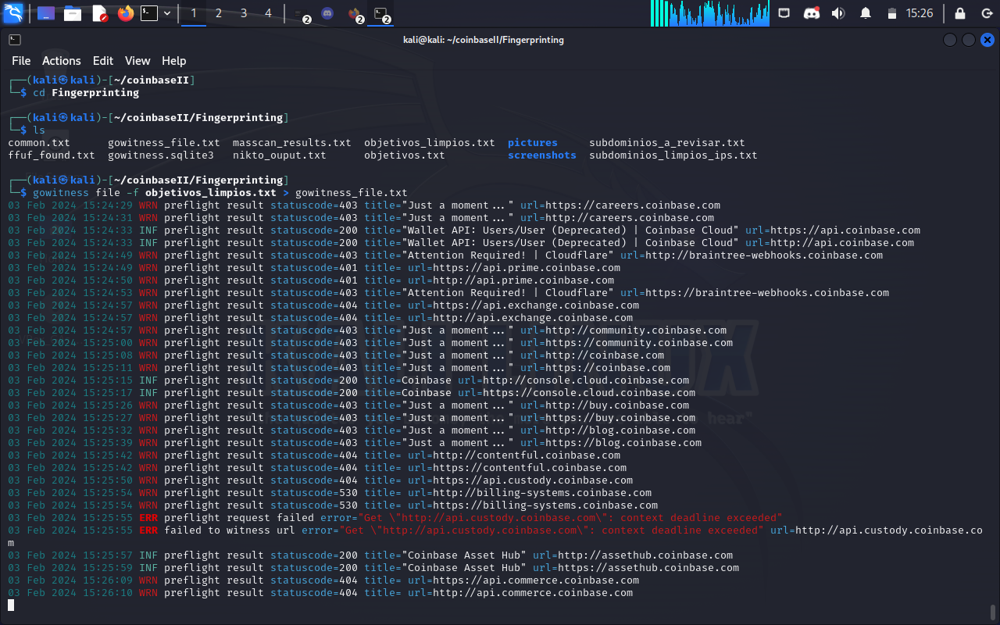 1 2 3 4 2 2 2 15:26
kali@kali: ~/coinbaseII/Fingerprinting
File Actions Edit View Help
┌──(kali㉿kali)-[~/coinbaseII]
└─$ cd Fingerprinting
┌──(kali㉿kali)-[~/coinbaseII/Fingerprinting]
└─$ ls
common.txt gowitness_file.txt masscan_results.txt objetivos_limpios.txt pictures subdominios_a_revisar.txt
ffuf_found.txt gowitness.sqlite3 nikto_ouput.txt objetivos.txt screenshots subdominios_limpios_ips.txt
┌──(kali㉿kali)-[~/coinbaseII/Fingerprinting]
└─$ gowitness file -f objetivos_limpios.txt > gowitness_file.txt
03 Feb 2024 15:24:29 WRN preflight result statuscode=403 title="Just a moment..." url=https://careers.coinbase.com
03 Feb 2024 15:24:31 WRN preflight result statuscode=403 title="Just a moment..." url=http://careers.coinbase.com
03 Feb 2024 15:24:33 INF preflight result statuscode=200 title="Wallet API: Users/User (Deprecated) | Coinbase Cloud" url=https://api.coinbase.com
03 Feb 2024 15:24:33 INF preflight result statuscode=200 title="Wallet API: Users/User (Deprecated) | Coinbase Cloud" url=http://api.coinbase.com
03 Feb 2024 15:24:49 WRN preflight result statuscode=403 title="Attention Required! | Cloudflare" url=http://braintree-webhooks.coinbase.com
03 Feb 2024 15:24:49 WRN preflight result statuscode=401 title= url=https://api.prime.coinbase.com
03 Feb 2024 15:24:50 WRN preflight result statuscode=401 title= url=http://api.prime.coinbase.com
03 Feb 2024 15:24:53 WRN preflight result statuscode=403 title="Attention Required! | Cloudflare" url=https://braintree-webhooks.coinbase.com
03 Feb 2024 15:24:57 WRN preflight result statuscode=404 title= url=https://api.exchange.coinbase.com
03 Feb 2024 15:24:57 WRN preflight result statuscode=404 title= url=http://api.exchange.coinbase.com
03 Feb 2024 15:24:57 WRN preflight result statuscode=403 title="Just a moment..." url=http://community.coinbase.com
03 Feb 2024 15:25:00 WRN preflight result statuscode=403 title="Just a moment..." url=https://community.coinbase.com
03 Feb 2024 15:25:08 WRN preflight result statuscode=403 title="Just a moment..." url=http://coinbase.com
03 Feb 2024 15:25:11 WRN preflight result statuscode=403 title="Just a moment..." url=https://coinbase.com
03 Feb 2024 15:25:15 INF preflight result statuscode=200 title=Coinbase url=http://console.cloud.coinbase.com
03 Feb 2024 15:25:17 INF preflight result statuscode=200 title=Coinbase url=https://console.cloud.coinbase.com
03 Feb 2024 15:25:26 WRN preflight result statuscode=403 title="Just a moment..." url=http://buy.coinbase.com
03 Feb 2024 15:25:27 WRN preflight result statuscode=403 title="Just a moment..." url=https://buy.coinbase.com
03 Feb 2024 15:25:32 WRN preflight result statuscode=403 title="Just a moment..." url=http://blog.coinbase.com
03 Feb 2024 15:25:39 WRN preflight result statuscode=403 title="Just a moment..." url=https://blog.coinbase.com
03 Feb 2024 15:25:42 WRN preflight result statuscode=404 title= url=http://contentful.coinbase.com
03 Feb 2024 15:25:42 WRN preflight result statuscode=404 title= url=https://contentful.coinbase.com
03 Feb 2024 15:25:50 WRN preflight result statuscode=404 title= url=https://api.custody.coinbase.com
03 Feb 2024 15:25:54 WRN preflight result statuscode=530 title= url=http://billing-systems.coinbase.com
03 Feb 2024 15:25:54 WRN preflight result statuscode=530 title= url=https://billing-systems.coinbase.com
03 Feb 2024 15:25:55 ERR preflight request failed error="Get \"http://api.custody.coinbase.com\": context deadline exceeded"
03 Feb 2024 15:25:55 ERR failed to witness url error="Get \"http://api.custody.coinbase.com\": context deadline exceeded" url=http://api.custody.coinbase.co
m
03 Feb 2024 15:25:57 INF preflight result statuscode=200 title="Coinbase Asset Hub" url=http://assethub.coinbase.com
03 Feb 2024 15:25:59 INF preflight result statuscode=200 title="Coinbase Asset Hub" url=https://assethub.coinbase.com
03 Feb 2024 15:26:09 WRN preflight result statuscode=404 title= url=https://api.commerce.coinbase.com
03 Feb 2024 15:26:10 WRN preflight result statuscode=404 title= url=http://api.commerce.coinbase.com